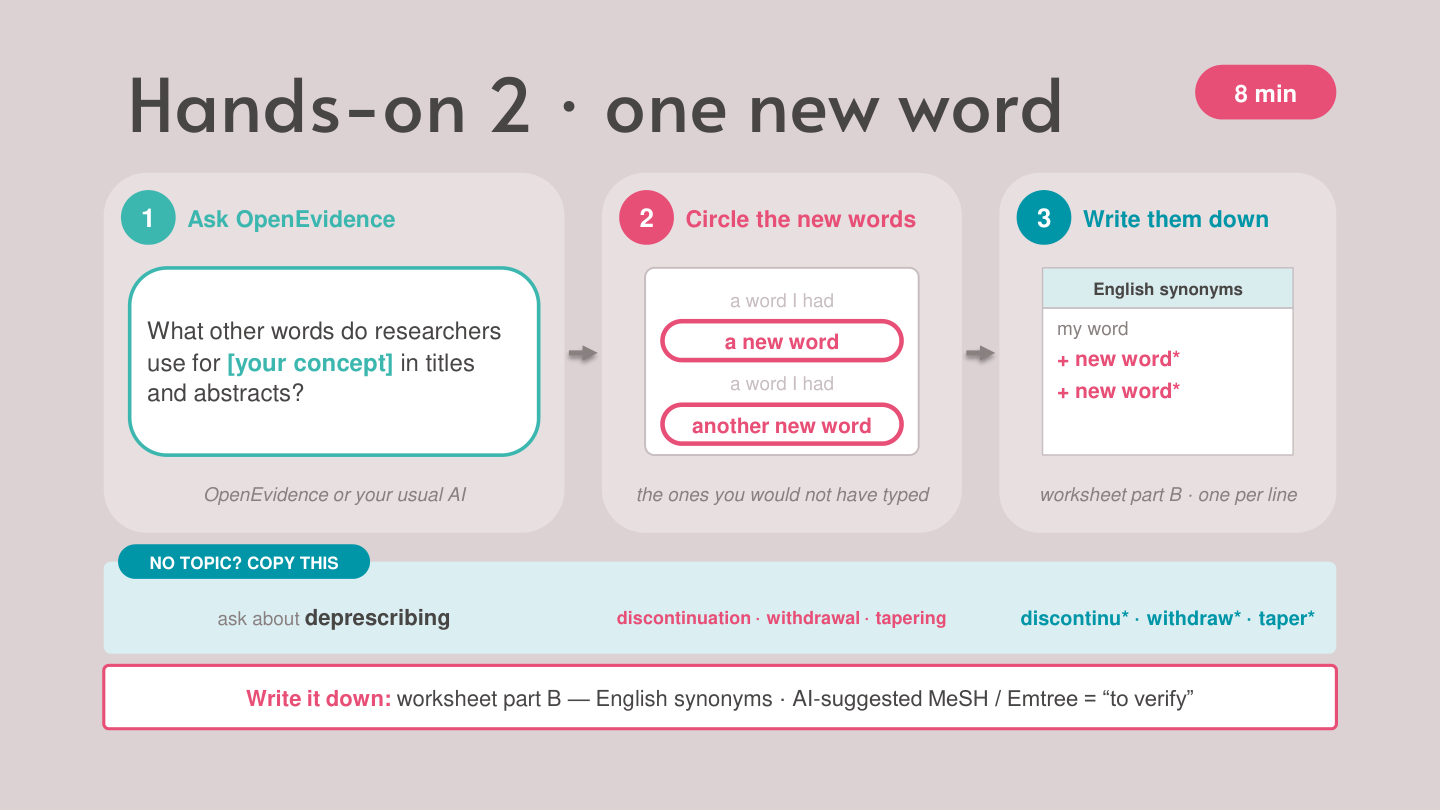 Hands-on 2 · one new word
8 min
1
Ask OpenEvidence
What other words do researchers
use for [your concept] in titles
and abstracts?
OpenEvidence or your usual AI
2
Circle the new words
a word I had
a new word
a word I had
another new word
the ones you would not have typed
3
Write them down
English synonyms
my word
+ new word*
+ new word*
worksheet part B · one per line
NO TOPIC? COPY THIS
ask about deprescribing
discontinuation · withdrawal · tapering
discontinu* · withdraw* · taper*
Write it down: worksheet part B — English synonyms · AI-suggested MeSH / Emtree = “to verify”